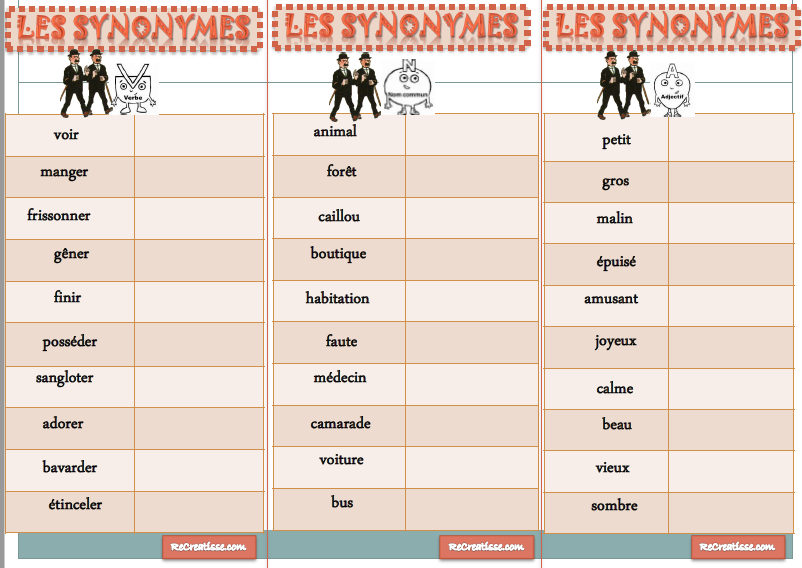 LES SYNONYMES
Verbe
voir
manger
frissonner
gêner
finir
posséder
sangloter
adorer
bavarder
étinceler
ReCreatisse.com
LES SYNONYMES
N
Nom commun
animal
forêt
caillou
boutique
habitation
faute
médecin
camarade
voiture
bus
ReCreatisse.com
LES SYNONYMES
A
Adjectif
petit
gros
malin
épuisé
amusant
joyeux
calme
beau
vieux
sombre
ReCreatisse.com